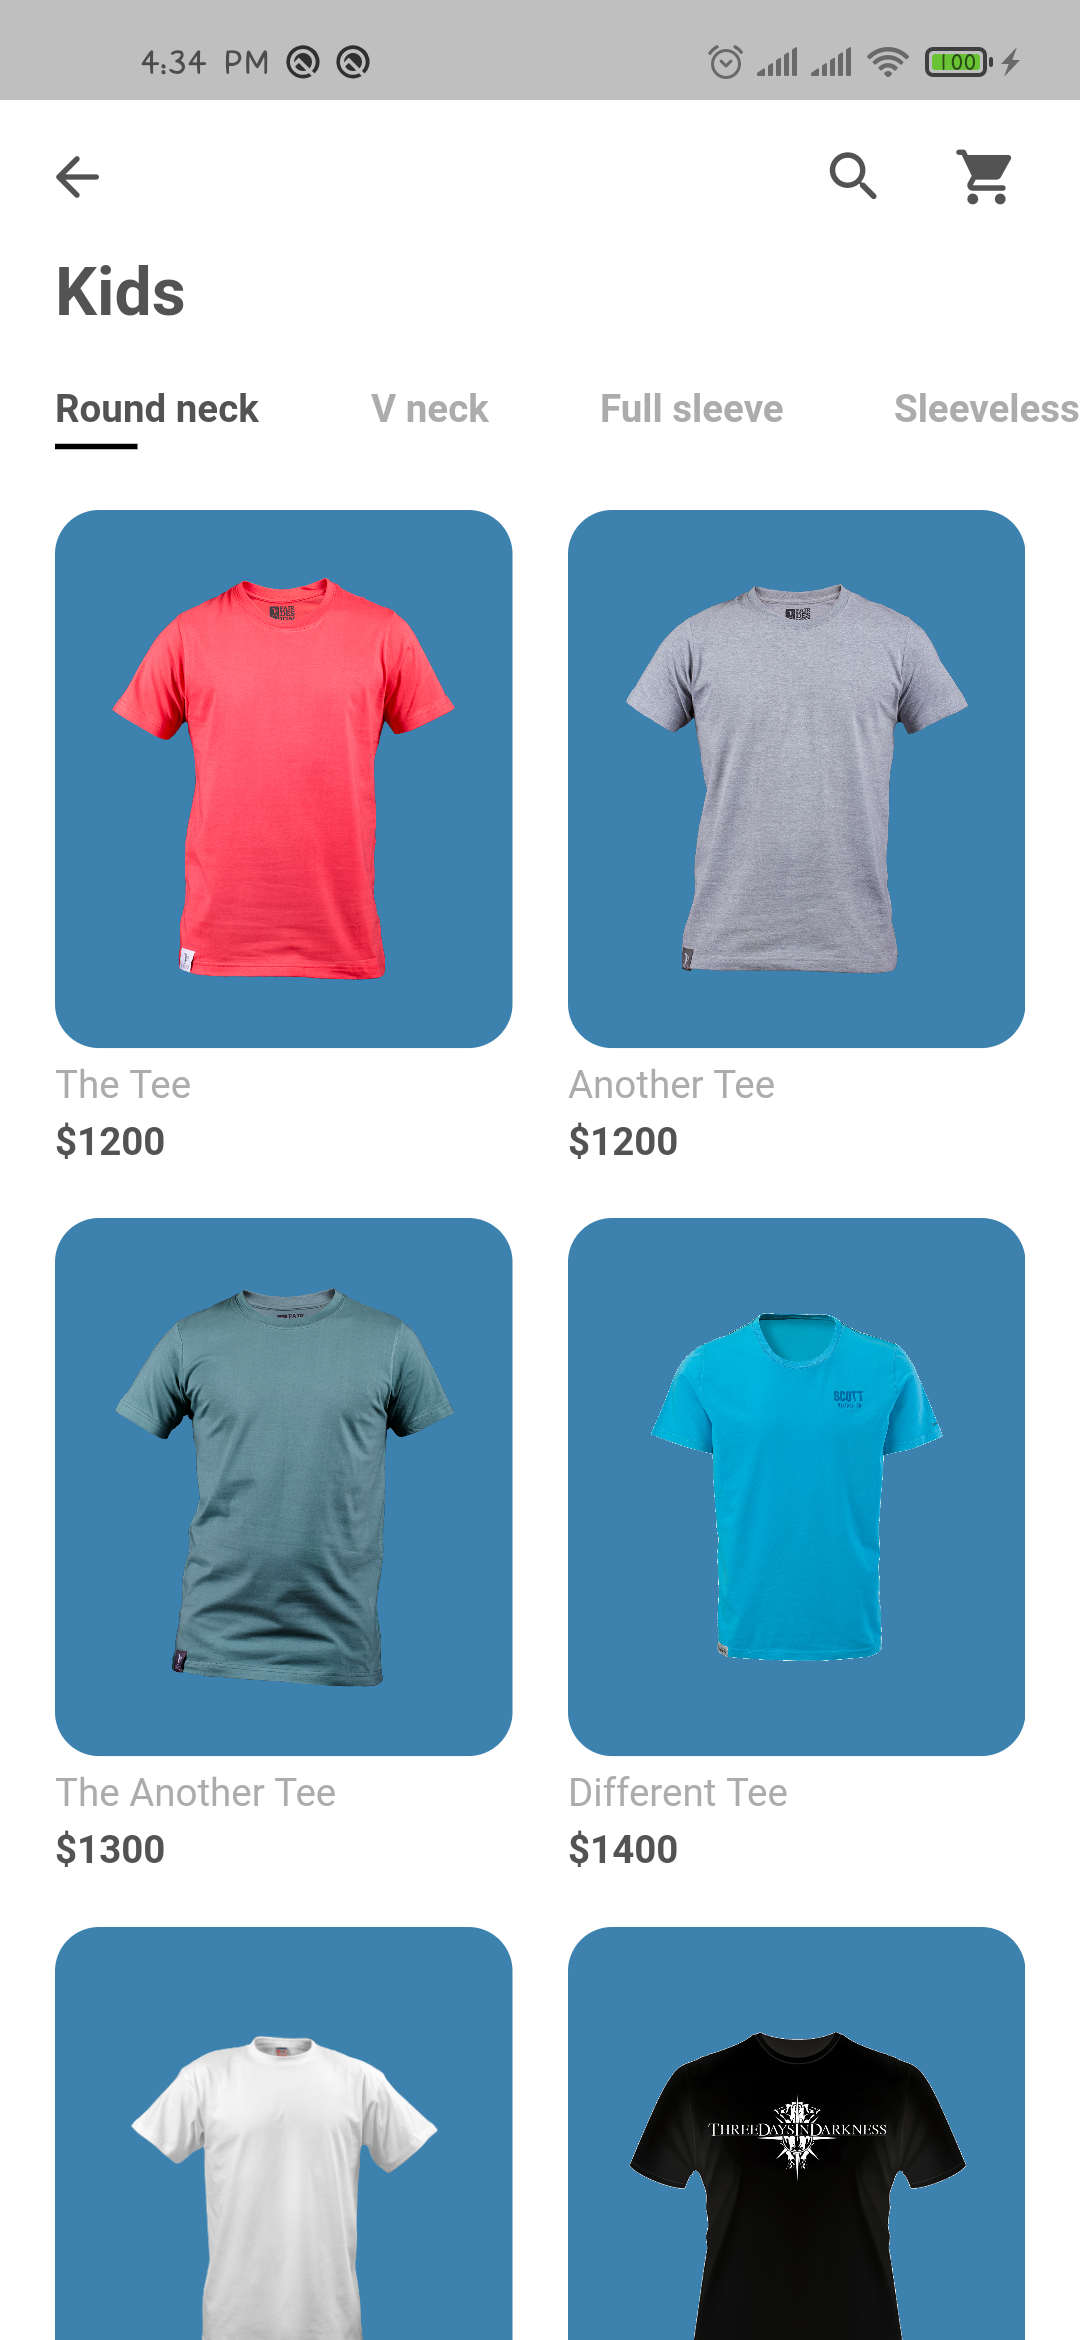 4:34 PM
100
Kids
Round neck V neck Full sleeve Sleeveless
The Tee Another Tee
$1200 $1200
SCOTT
The Another Tee Different Tee
$1300 $1400
THREEDAYSINDARKNESS